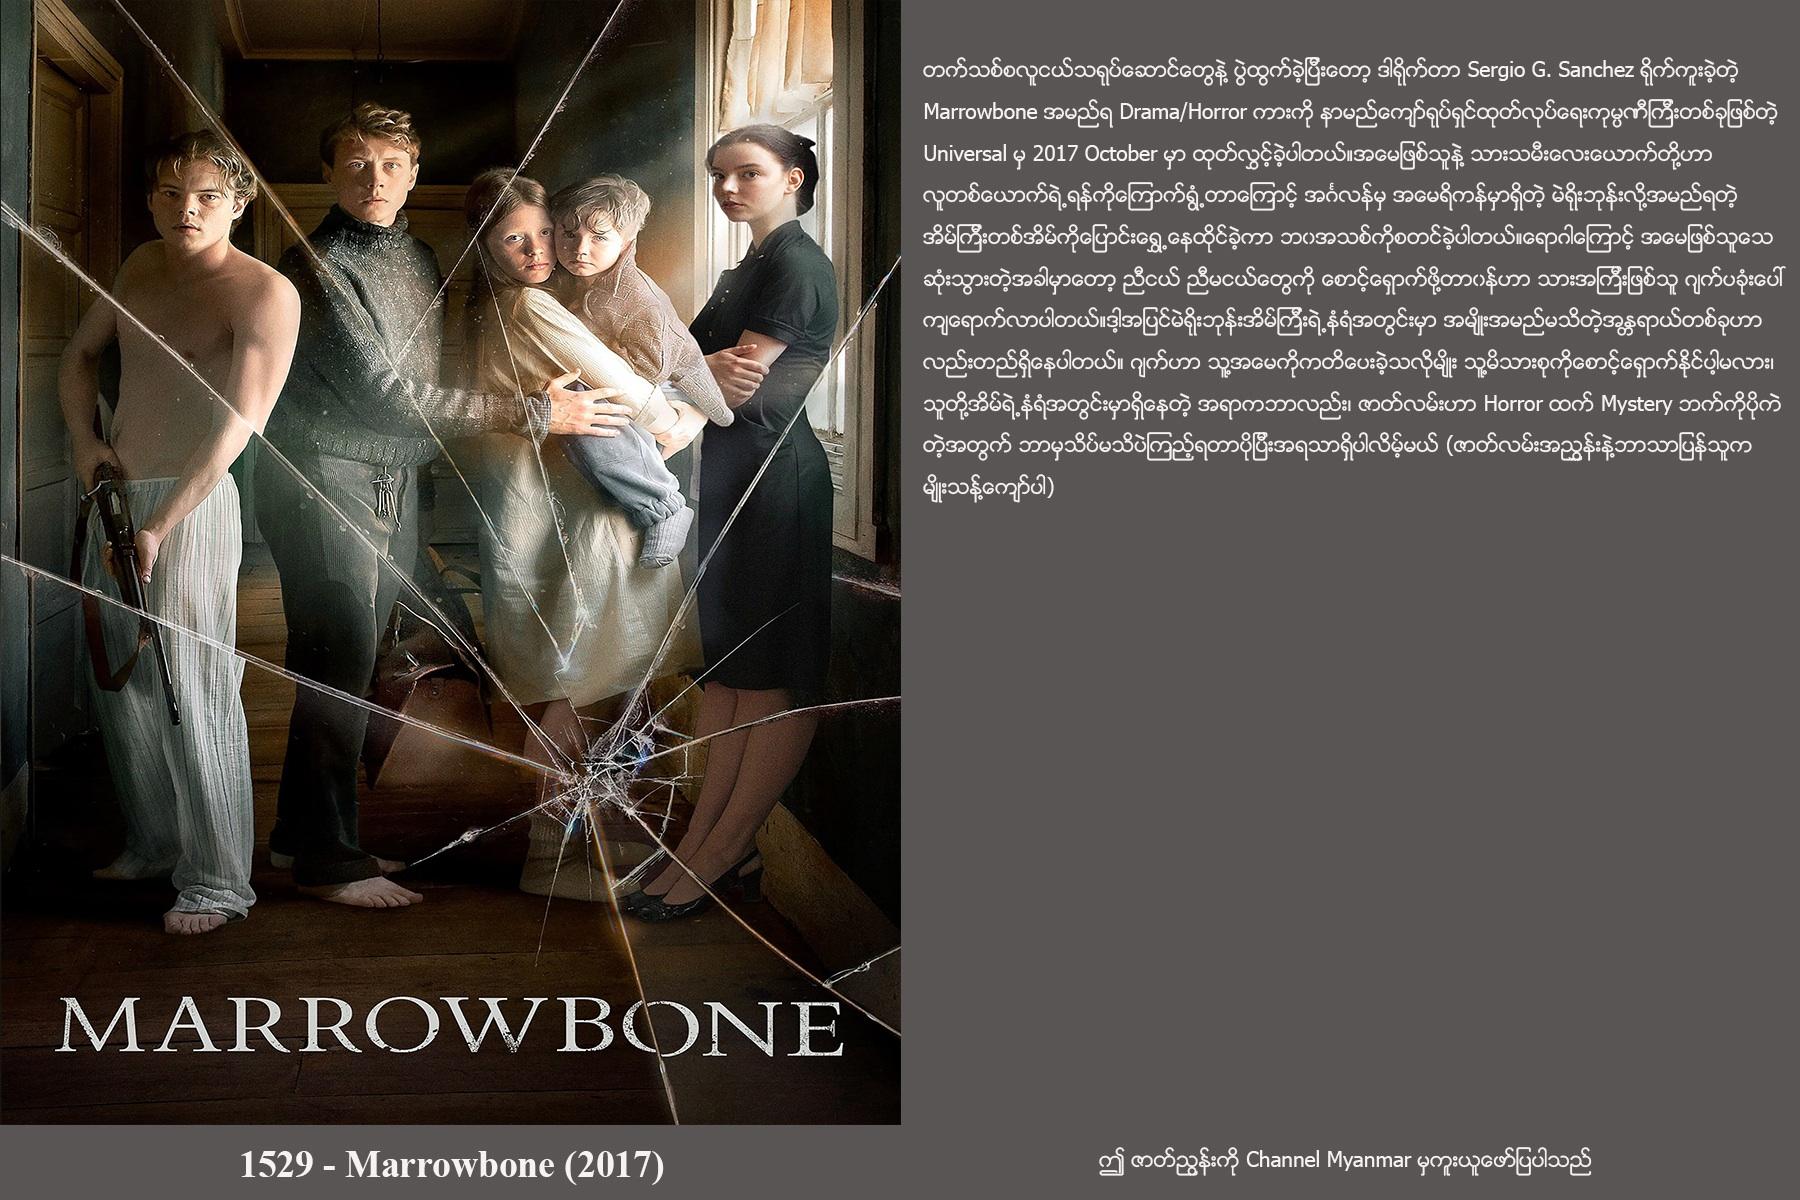 MARROWBONE
1529 - Marrowbone (2017)
တက်သစ်စလူငယ်သရုပ်ဆောင်တွေနဲ့ ပွဲထွက်ခဲ့ပြီးတော့ ဒါရိုက်တာ Sergio G. Sanchez ရိုက်ကူးခဲ့တဲ့
Marrowbone အမည်ရ Drama/Horror ကားကို နာမည်ကျော်ရုပ်ရှင်ထုတ်လုပ်ရေးကုမ္ပဏီကြီးတစ်ခုဖြစ်တဲ့
Universal မှ 2017 October မှာ ထုတ်လွှင့်ခဲ့ပါတယ်။အမေဖြစ်သူနဲ့ သားသမီးလေးယောက်တို့ဟာ
လူတစ်ယောက်ရဲ့ရန်ကိုကြောက်ရွံ့တာကြောင့် အင်္ဂလန်မှ အမေရိကန်မှာရှိတဲ့ မဲရိုးဘုန်းလို့အမည်ရတဲ့
အိမ်ကြီးတစ်အိမ်ကိုပြောင်းရွှေ့နေထိုင်ခဲ့ကာ ဘဝအသစ်ကိုစတင်ခဲ့ပါတယ်။ရောဂါကြောင့် အမေဖြစ်သူသေ
ဆုံးသွားတဲ့အခါမှာတော့ ညီငယ် ညီမငယ်တွေကို စောင့်ရှောက်ဖို့တာဝန်ဟာ သားအကြီးဖြစ်သူ ဂျက်ပခုံးပေါ်
ကျရောက်လာပါတယ်။ဒါ့အပြင်မဲရိုးဘုန်းအိမ်ကြီးရဲ့နံရံအတွင်းမှာ အမျိုးအမည်မသိတဲ့အန္တရာယ်တစ်ခုဟာ
လည်းတည်ရှိနေပါတယ်။ ဂျက်ဟာ သူ့အမေကိုကတိပေးခဲ့သလိုမျိုး သူ့မိသားစုကိုစောင့်ရှောက်နိုင်ပါ့မလား၊
သူတို့အိမ်ရဲ့နံရံအတွင်းမှာရှိနေတဲ့ အရာကဘာလည်း၊ ဇာတ်လမ်းဟာ Horror ထက် Mystery ဘက်ကိုပိုကဲ
တဲ့အတွက် ဘာမှသိပ်မသိပဲကြည့်ရတာပိုပြီးအရသာရှိပါလိမ့်မယ် (ဇာတ်လမ်းအညွှန်းနဲ့ဘာသာပြန်သူက
မျိုးသန့်ကျော်ပါ)
ဤ ဇာတ်ညွှန်းကို Channel Myanmar မှကူးယူဖော်ပြပါသည်